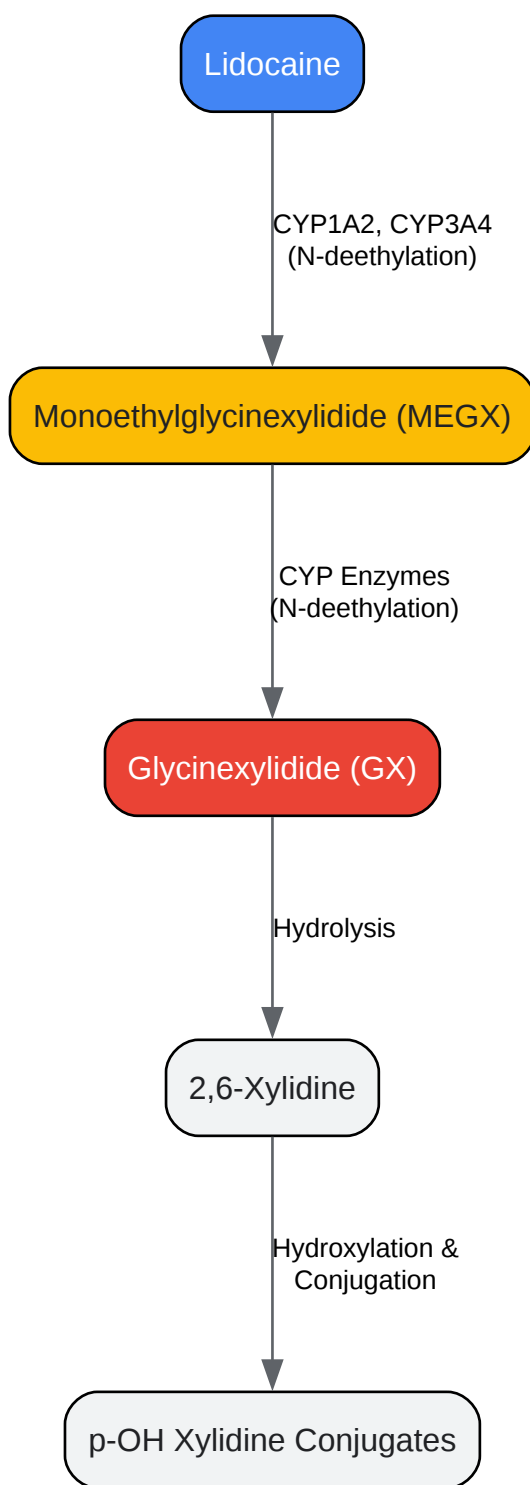 Lidocaine
CYP1A2, CYP3A4
(N-deethylation)
Monoethylglycinexylidide (MEGX)
CYP Enzymes
(N-deethylation)
Glycinexylidide (GX)
Hydrolysis
2,6-Xylidine
Hydroxylation &
Conjugation
p-OH Xylidine Conjugates